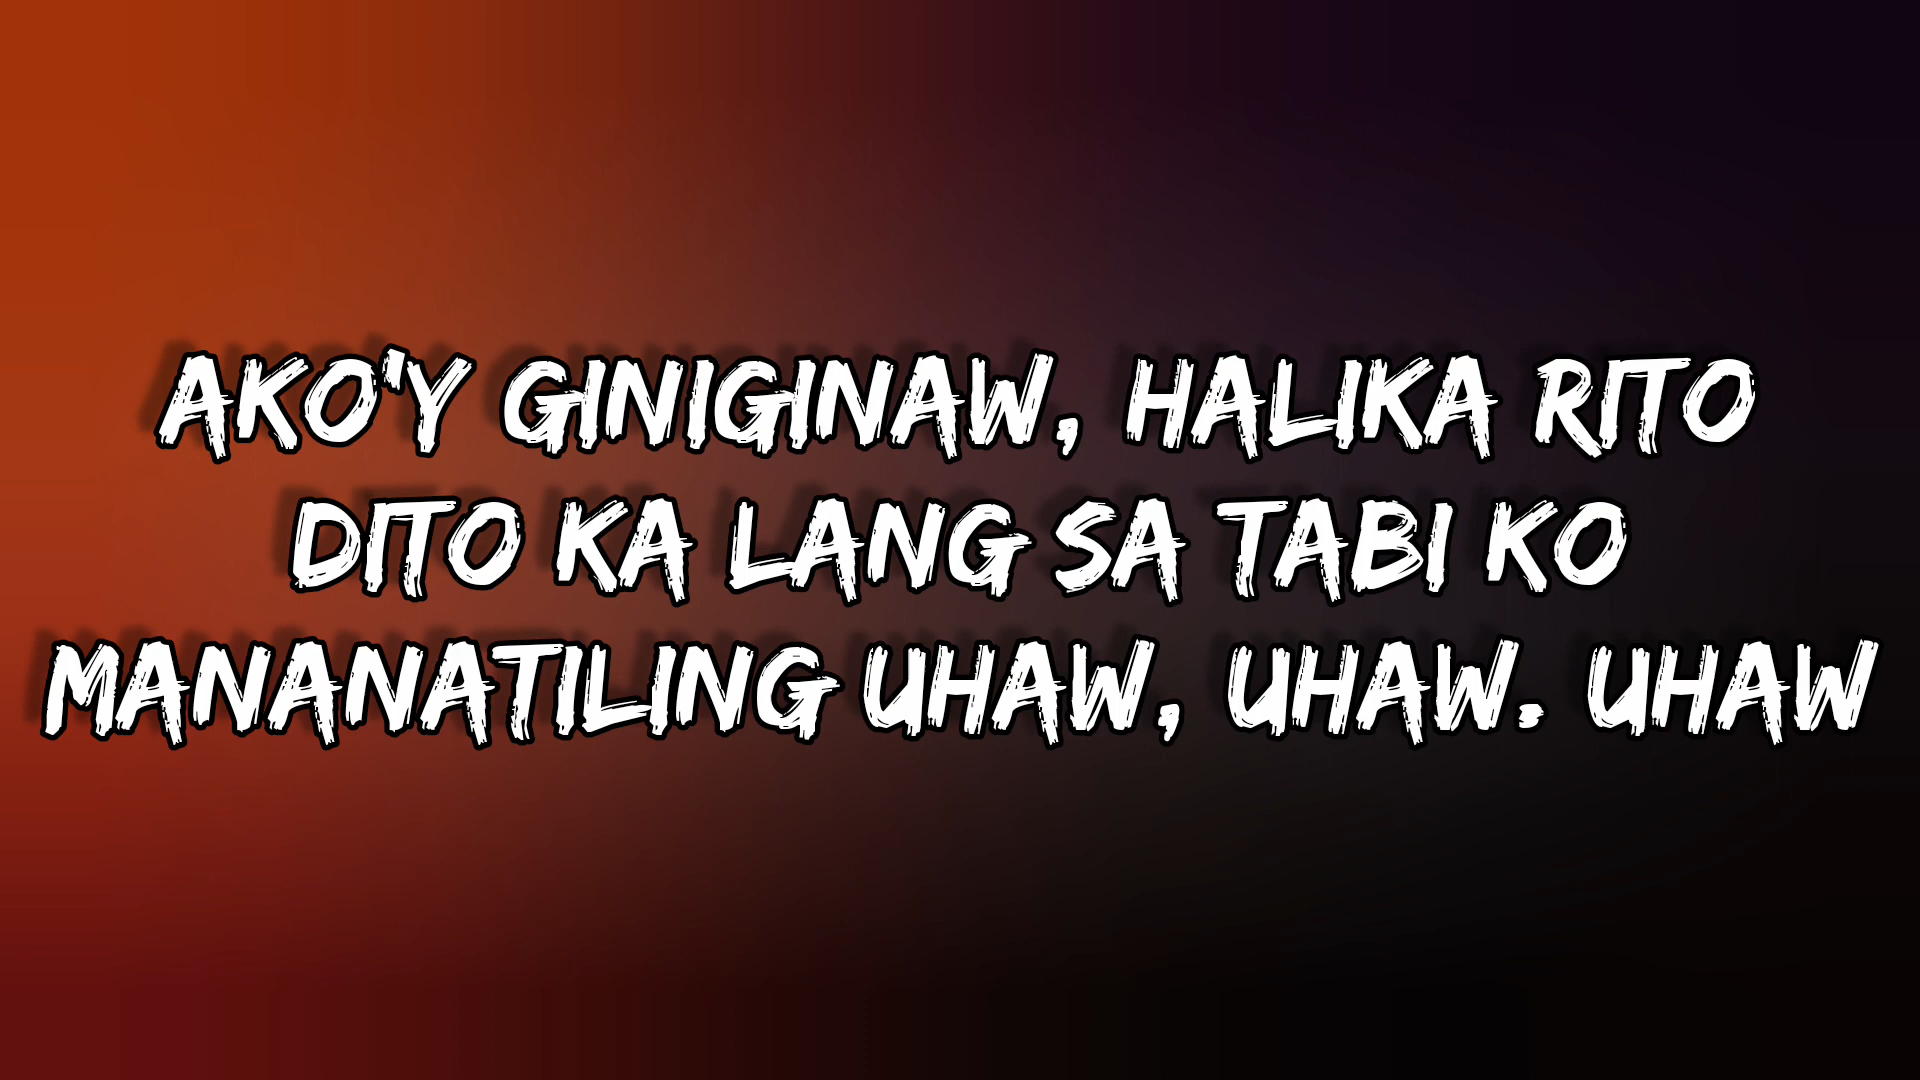 AKO'Y GINIGINAW, HALIKA RITO
DITO KA LANG SA TABI KO
MANANATILING UHAW, UHAW. UHAW